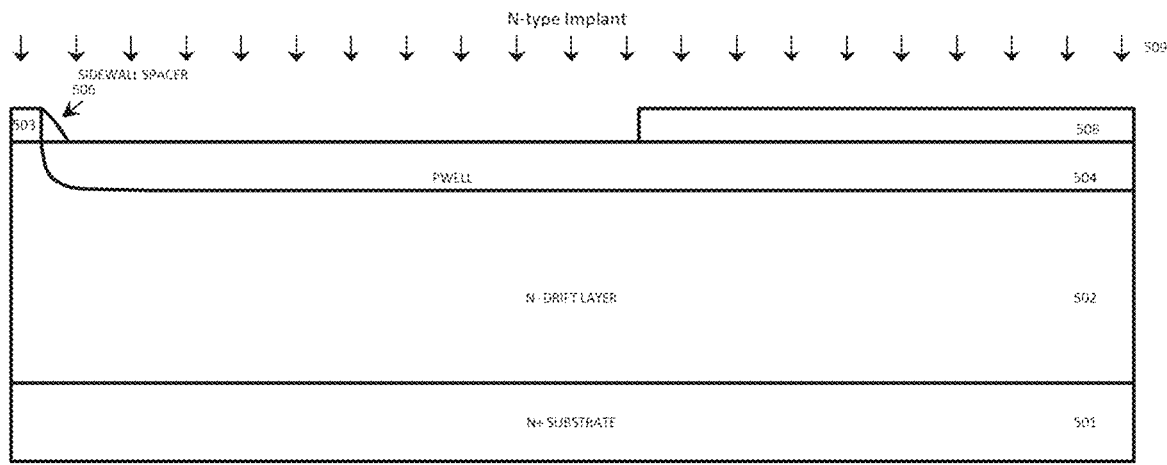 N-type Implant
509
SIDEWALL SPACER
506
503
508
PWELL
504
N- DRIFT LAYER
502
N+ SUBSTRATE
501